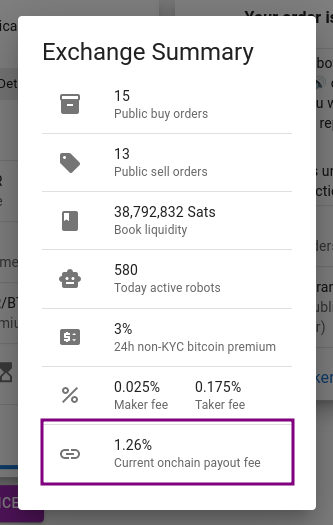 Your order is
Exchange Summary
15
Public buy orders
13
Public sell orders
38,792,832 Sats
Book liquidity
580
Today active robots
3%
24h non-KYC bitcoin premium
0.025% 0.175%
Maker fee Taker fee
1.26%
Current onchain payout fee